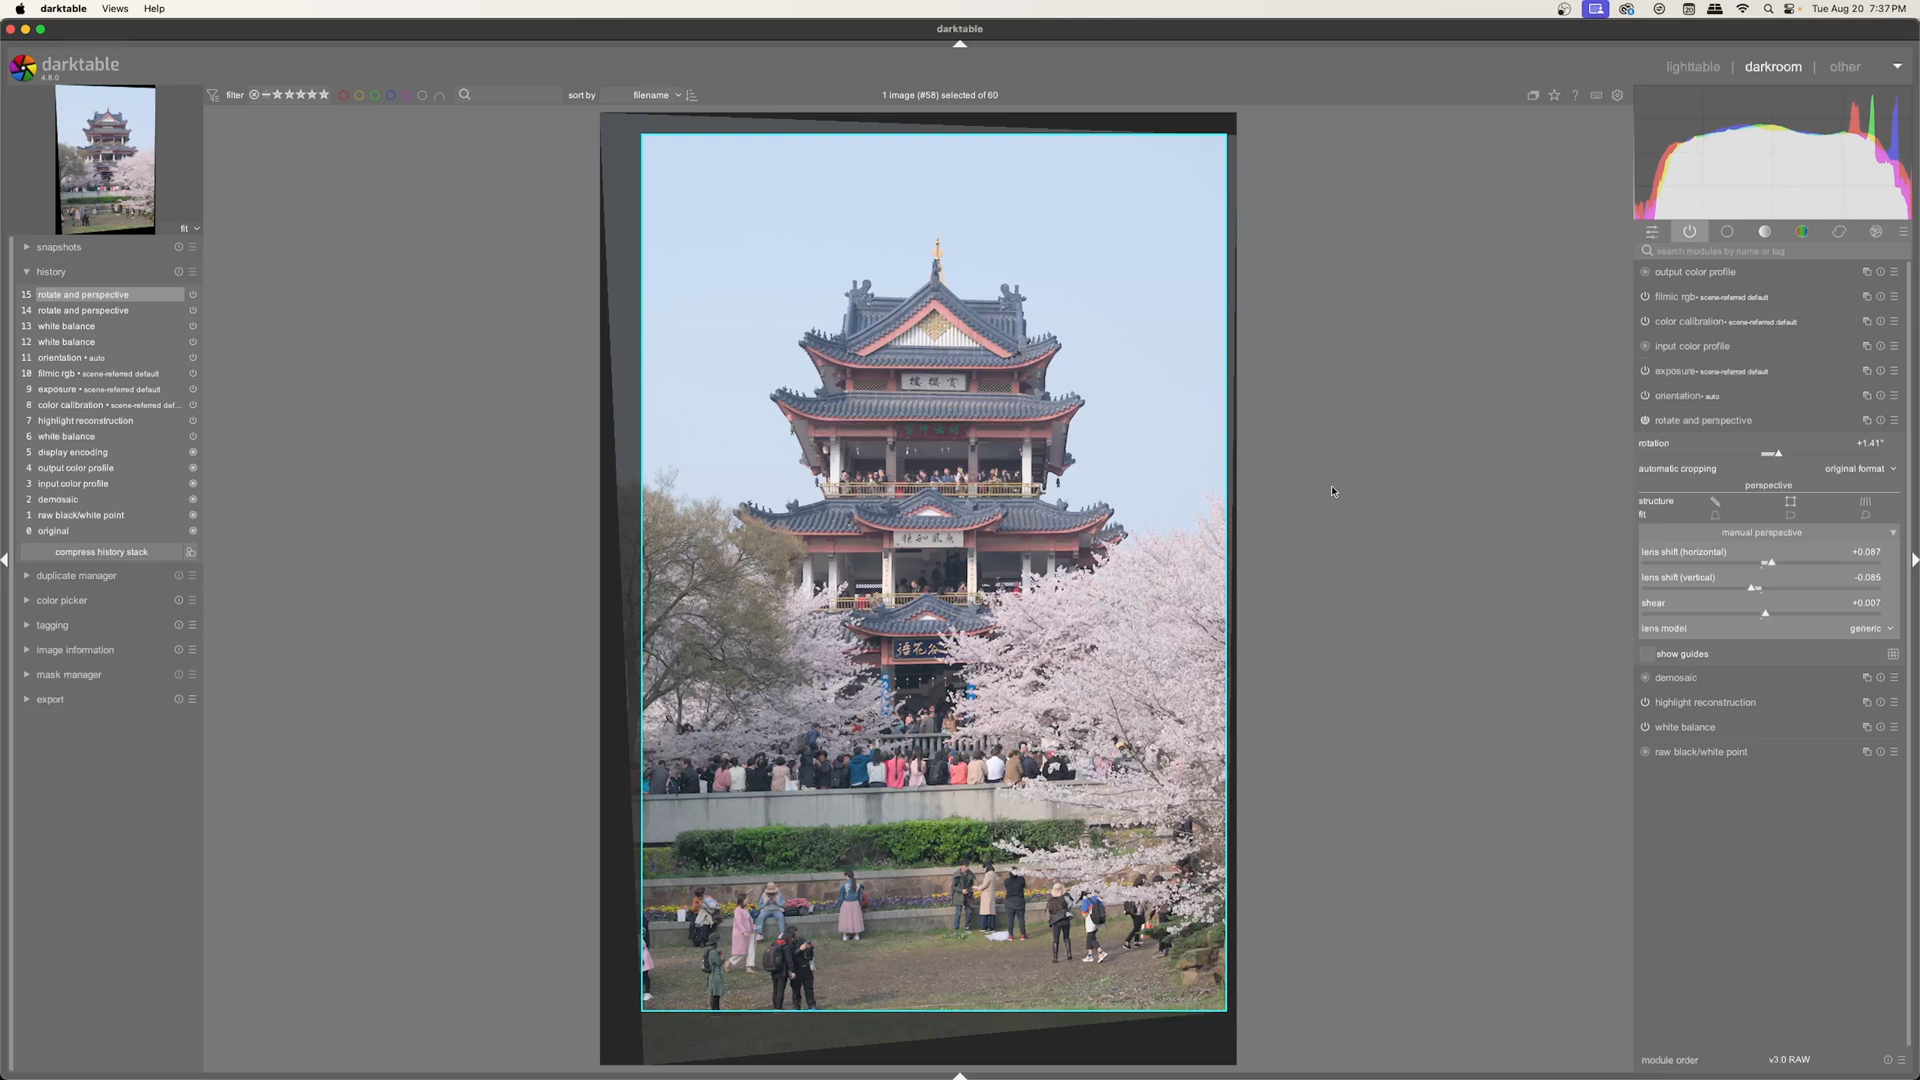 darktable Views Help Tue Aug 20 7:37 PM
darktable
darktable
4.8.0
lighttable | darkroom | other
filter
sort by filename
1 image (#58) selected of 60
fit
snapshots
history
15 rotate and perspective
14 rotate and perspective
13 white balance
12 white balance
11 orientation • auto
10 filmic rgb • scene-referred default
9 exposure • scene-referred default
8 color calibration • scene-referred def...
7 highlight reconstruction
6 white balance
5 display encoding
4 output color profile
3 input color profile
2 demosaic
1 raw black/white point
0 original
compress history stack
duplicate manager
color picker
tagging
image information
mask manager
export
search modules by name or tag
output color profile
filmic rgb• scene-referred default
color calibration• scene-referred default
input color profile
exposure• scene-referred default
orientation• auto
rotate and perspective
rotation +1.41°
automatic cropping original format
perspective
structure
fit
manual perspective
lens shift (horizontal) +0.087
lens shift (vertical) -0.085
shear +0.007
lens model generic
show guides
demosaic
highlight reconstruction
white balance
raw black/white point
module order v3.0 RAW